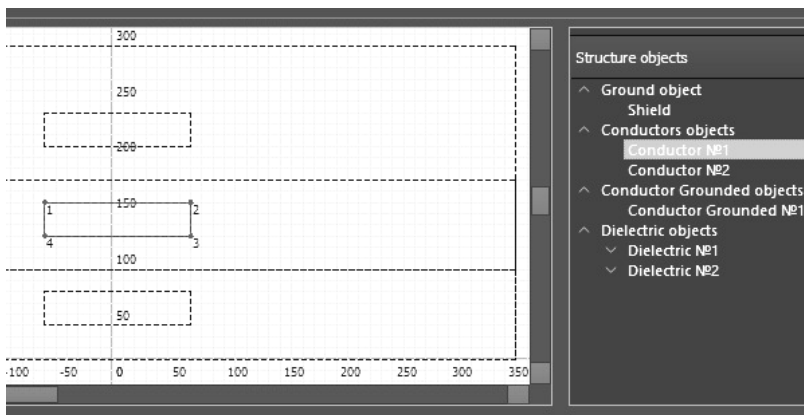 300
250
200
150
1
2
4
3
100
50
-100 -50 0 50 100 150 200 250 300 350
Structure objects
Ground object
Shield
Conductors objects
Conductor №1
Conductor №2
Conductor Grounded objects
Conductor Grounded №1
Dielectric objects
Dielectric №1
Dielectric №2